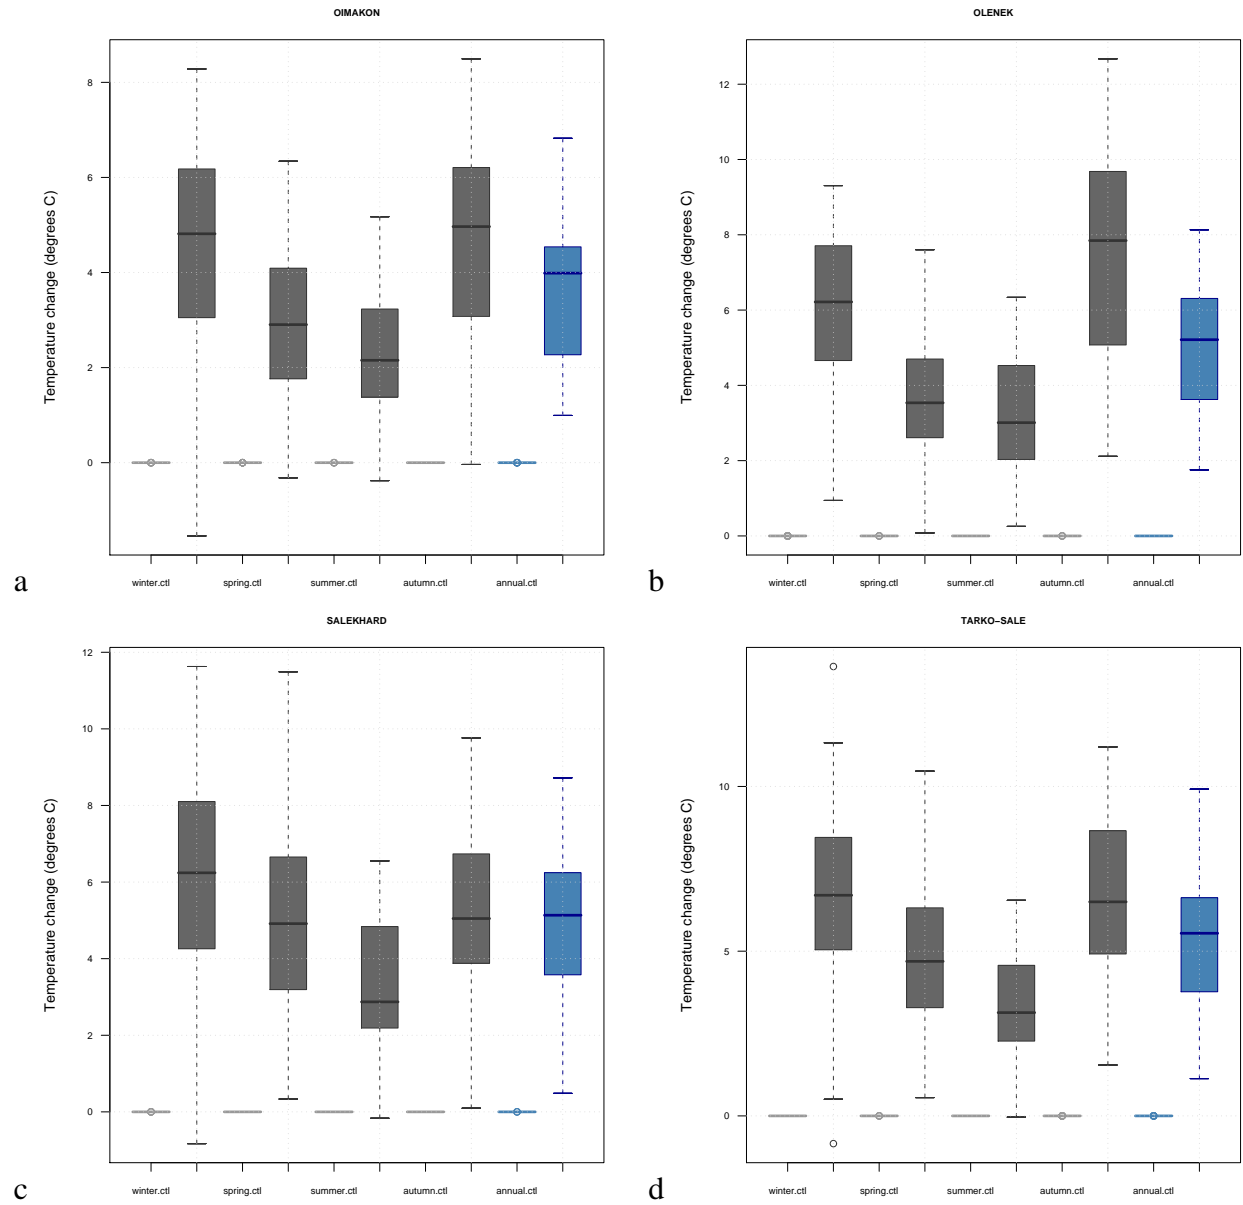 OIMAKON
Temperature change (degrees C)
8
6
4
2
0
winter.ctl spring.ctl summer.ctl autumn.ctl annual.ctl
a
OLENEK
Temperature change (degrees C)
12
10
8
6
4
2
0
winter.ctl spring.ctl summer.ctl autumn.ctl annual.ctl
b
SALEKHARD
Temperature change (degrees C)
12
10
8
6
4
2
0
winter.ctl spring.ctl summer.ctl autumn.ctl annual.ctl
c
TARKO−SALE
Temperature change (degrees C)
10
5
0
winter.ctl spring.ctl summer.ctl autumn.ctl annual.ctl
d